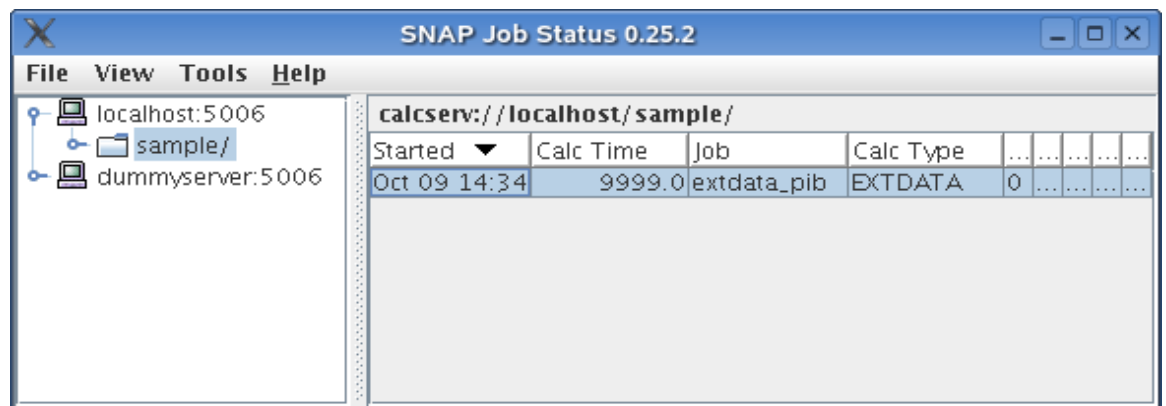 SNAP Job Status 0.25.2
File View Tools Help
localhost:5006
sample/
dummyserver:5006
calcserv://localhost/sample/
Started Calc Time Job Calc Type ... ... ... ... ...
Oct 09 14:34 9999.0 extdata_pib EXTDATA 0 ... ... ... ...